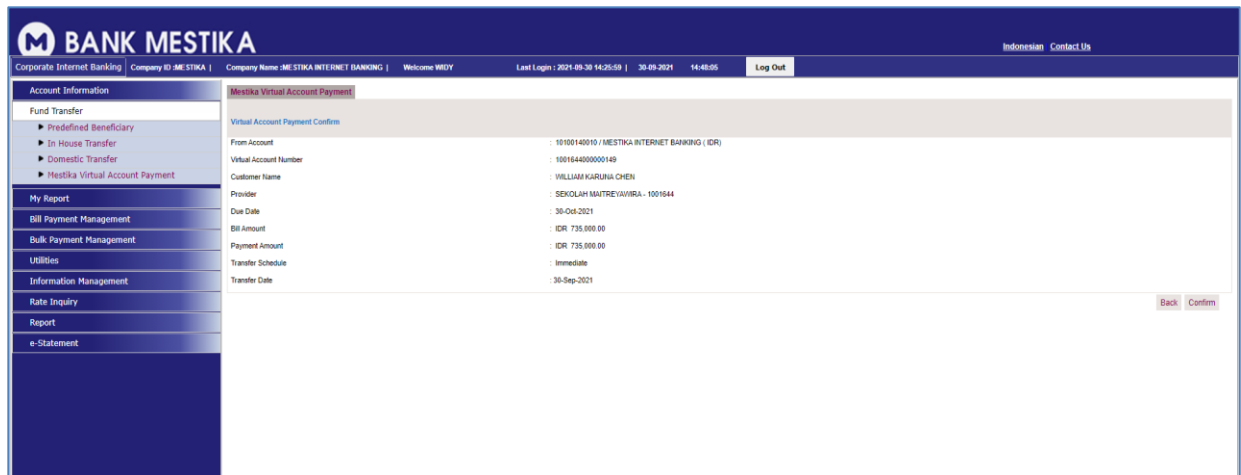 BANK MESTIKA
Indonesian Contact Us
Corporate Internet Banking Company ID :MESTIKA | Company Name :MESTIKA INTERNET BANKING | Welcome WIDY Last Login : 2021-09-30 14:25:59 | 30-09-2021 14:48:05 Log Out
Account Information
Fund Transfer
Predefined Beneficiary
In House Transfer
Domestic Transfer
Mestika Virtual Account Payment
My Report
Bill Payment Management
Bulk Payment Management
Utilities
Information Management
Rate Inquiry
Report
e-Statement
Mestika Virtual Account Payment
Virtual Account Payment Confirm
From Account : 10100140010 / MESTIKA INTERNET BANKING ( IDR)
Virtual Account Number : 1001644000000149
Customer Name : WILLIAM KARUNA CHEN
Provider : SEKOLAH MAITREYAWIRA - 1001644
Due Date : 30-Oct-2021
Bill Amount : IDR 735,000.00
Payment Amount : IDR 735,000.00
Transfer Schedule : Immediate
Transfer Date : 30-Sep-2021
Back Confirm